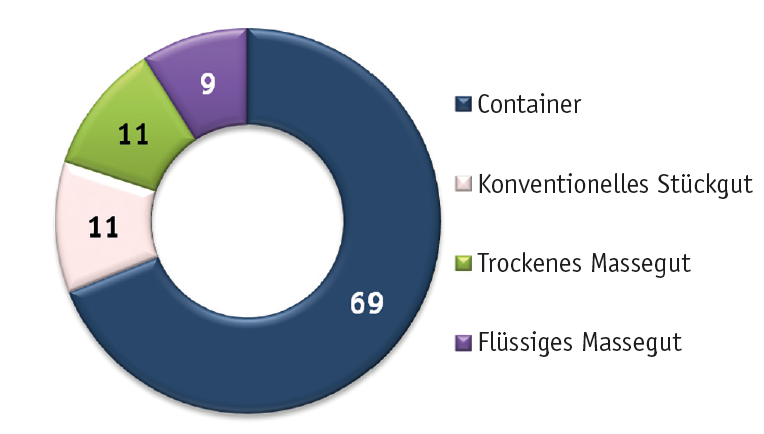 9
11
11
69
Container
Konventionelles Stückgut
Trockenes Massegut
Flüssiges Massegut